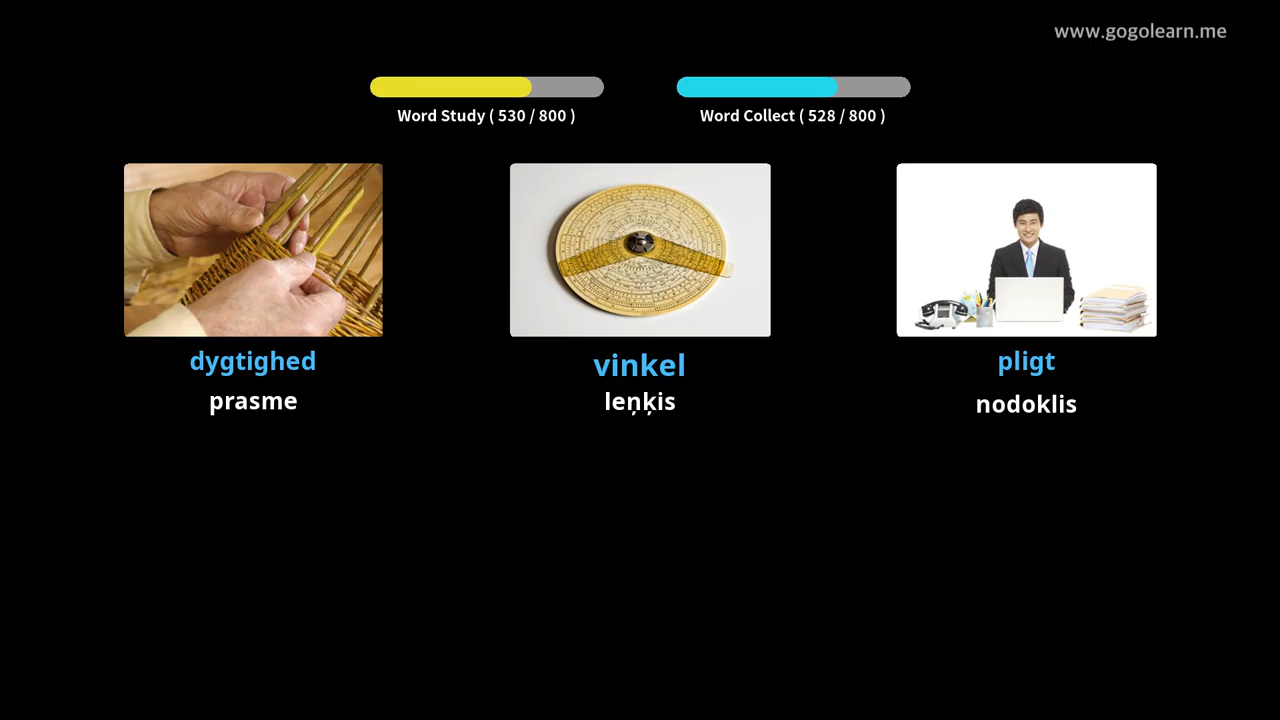 www.gogolearn.me
Word Study ( 530 / 800 )
Word Collect ( 528 / 800 )
dygtighed
prasme
vinkel
leņķis
pligt
nodoklis